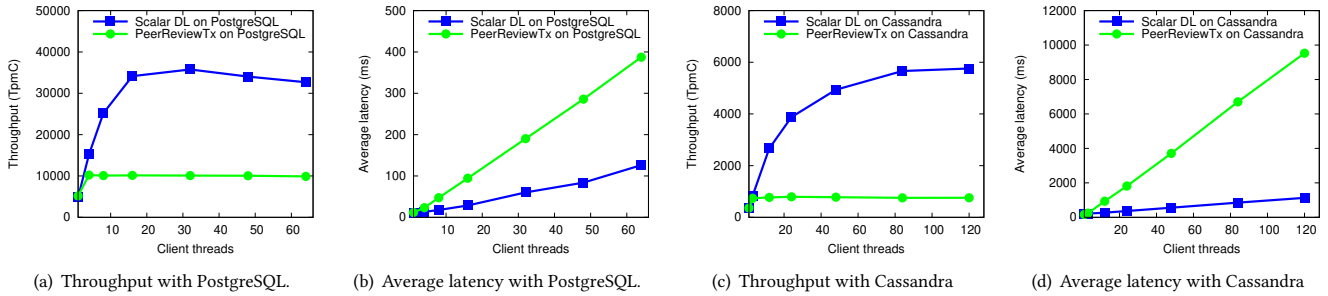 50000
40000
30000
20000
10000
0
Throughput (TpmC)
Scalar DL on PostgreSQL
PeerReviewTx on PostgreSQL
10 20 30 40 50 60
Client threads
(a) Throughput with PostgreSQL.
500
400
300
200
100
0
Average latency (ms)
Scalar DL on PostgreSQL
PeerReviewTx on PostgreSQL
10 20 30 40 50 60
Client threads
(b) Average latency with PostgreSQL.
8000
6000
4000
2000
0
Throughput (TpmC)
Scalar DL on Cassandra
PeerReviewTx on Cassandra
20 40 60 80 100 120
Client threads
(c) Throughput with Cassandra
12000
10000
8000
6000
4000
2000
0
Average latency (ms)
Scalar DL on Cassandra
PeerReviewTx on Cassandra
20 40 60 80 100 120
Client threads
(d) Average latency with Cassandra